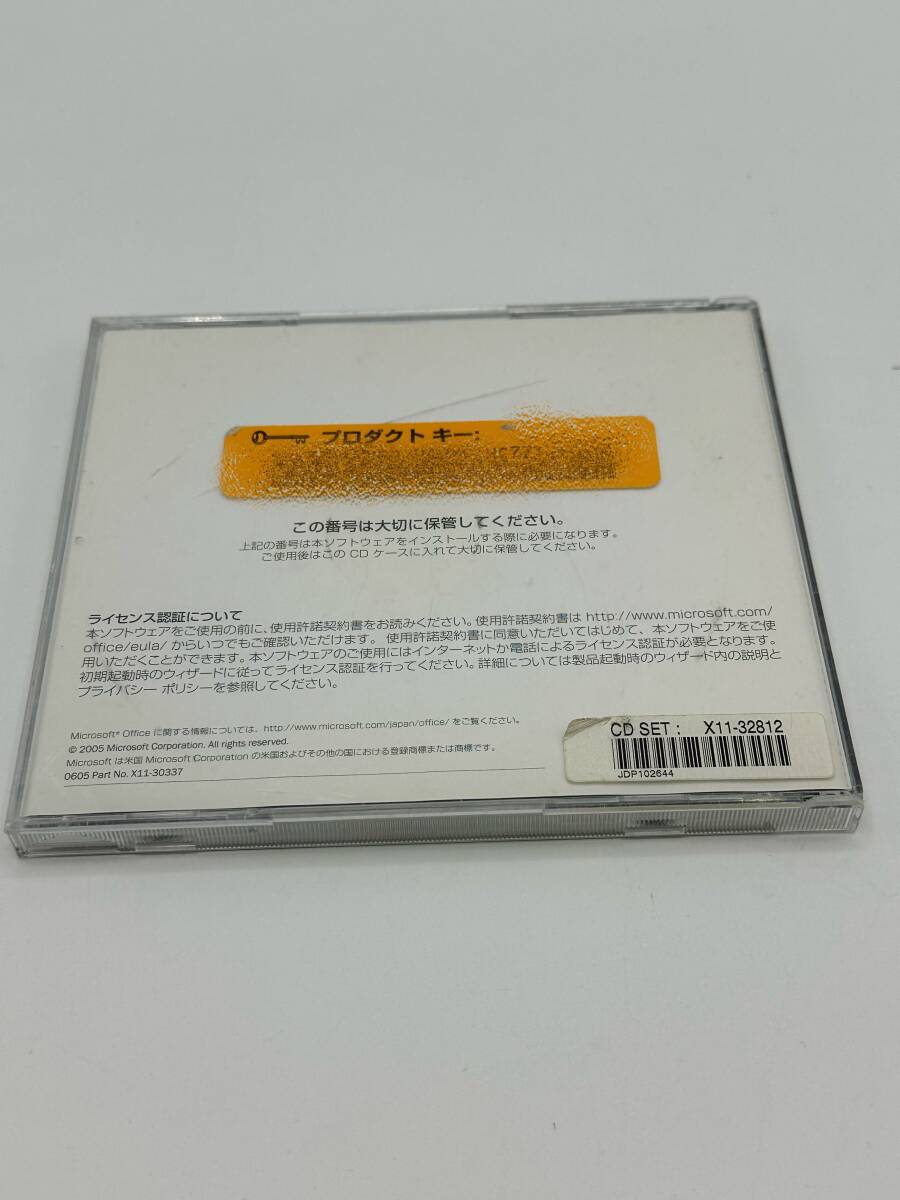 プロダクト キー:
この番号は大切に保管してください。
上記の番号は本ソフトウェアをインストールする際に必要になります。
ご使用後はこの CD ケースに入れて大切に保管してください。
ライセンス認証について
本ソフトウェアをご使用の前に、使用許諾契約書をお読みください。使用許諾契約書は http://www.microsoft.com/
office/eula/ からいつでもご確認いただけます。 使用許諾契約書に同意いただいてはじめて、本ソフトウェアをご使
用いただくことができます。本ソフトウェアのご使用にはインターネットか電話によるライセンス認証が必要となります。
初期起動時のウィザードに従ってライセンス認証を行ってください。詳細については製品起動時のウィザード内の説明と
プライバシー ポリシーを参照してください。
Microsoft® Office に関する情報については、http://www.microsoft.com/japan/office/ をご覧ください。
© 2005 Microsoft Corporation. All rights reserved.
Microsoft は米国 Microsoft Corporation の米国およびその他の国における登録商標または商標です。
0605 Part No. X11-30337
CD SET : X11-32812
JDP102644